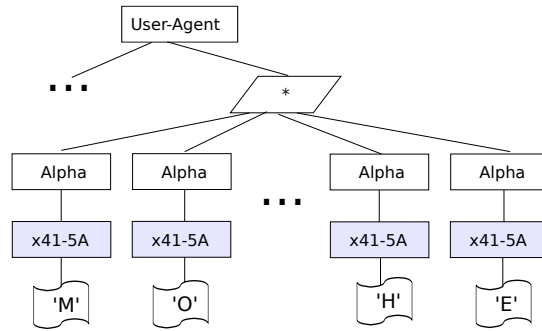 User-Agent
...
*
Alpha Alpha ... Alpha Alpha
x41-5A x41-5A x41-5A x41-5A
'M' 'O' 'H' 'E'